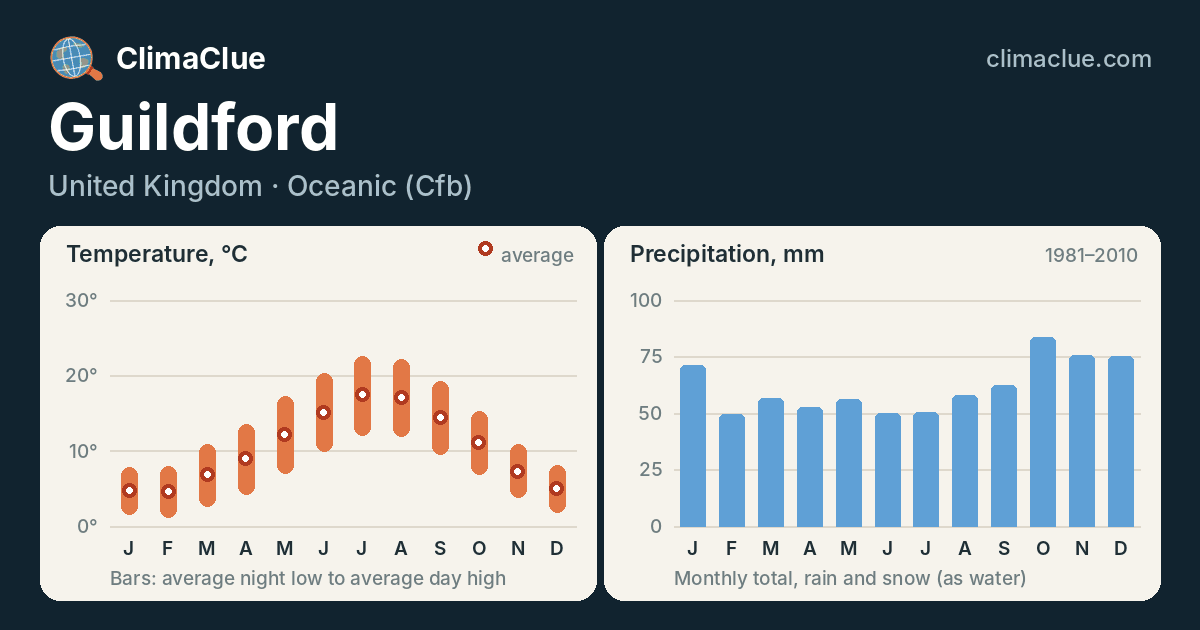 ClimaClue
climaclue.com
Guildford
United Kingdom · Oceanic (Cfb)
Temperature, °C
average
30°
20°
10°
0°
J F M A M J J A S O N D
Bars: average night low to average day high
Precipitation, mm
1981–2010
100
75
50
25
0
J F M A M J J A S O N D
Monthly total, rain and snow (as water)